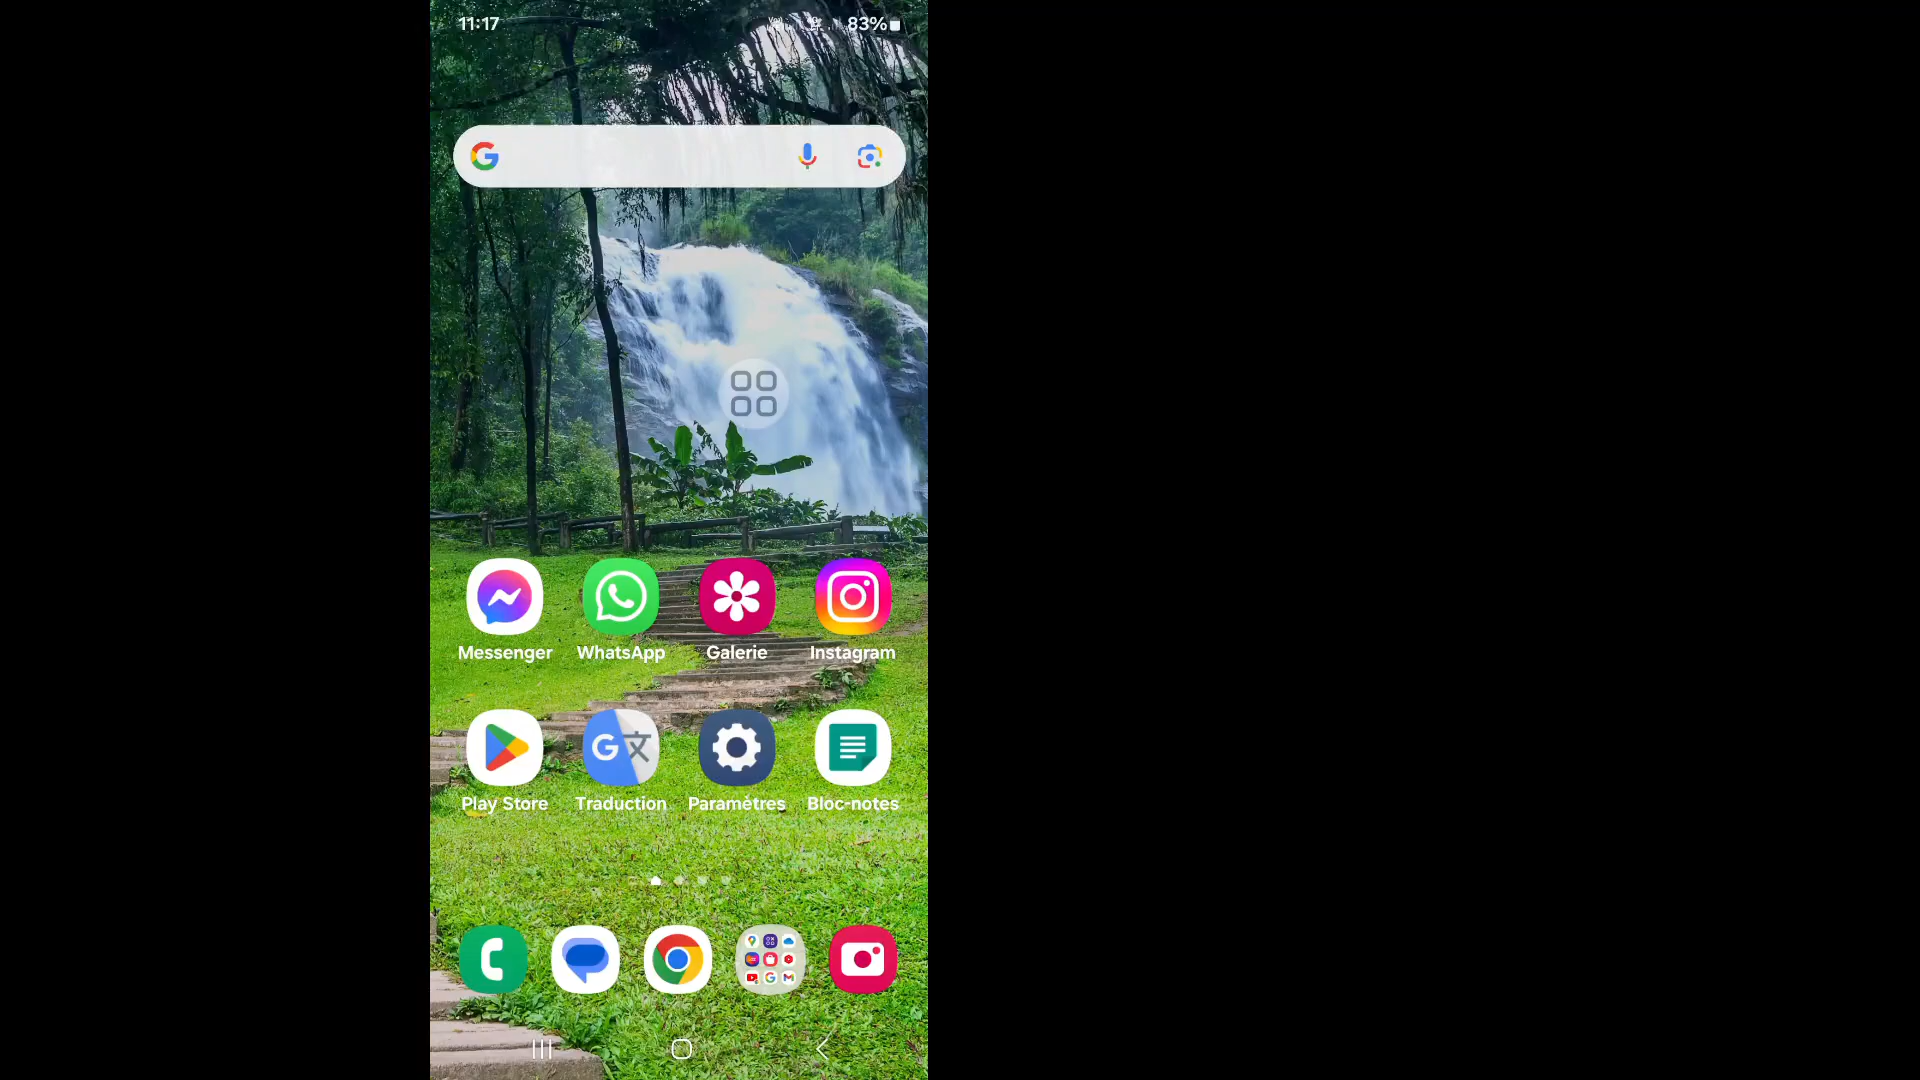 11:17
83%
Messenger
WhatsApp
Galerie
Instagram
Play Store
Traduction
Paramètres
Bloc-notes